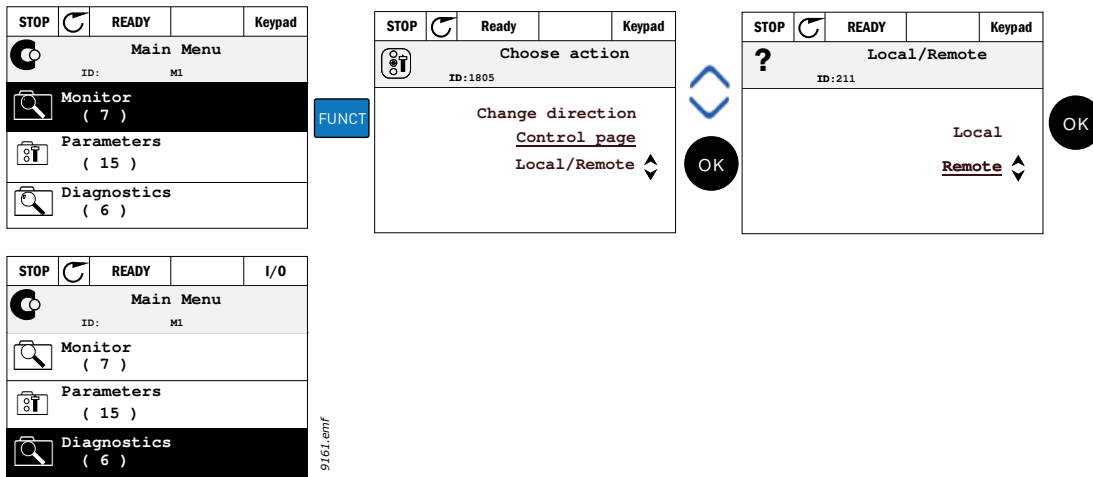 STOP READY Keypad
Main Menu
ID: M1
Monitor
( 7 )
Parameters
( 15 )
Diagnostics
( 6 )
FUNCT
STOP Ready Keypad
Choose action
ID:1805
Change direction
Control page
Local/Remote
OK
STOP READY Keypad
?
Local/Remote
ID:211
Local
Remote
OK
STOP READY I/O
Main Menu
ID: M1
Monitor
( 7 )
Parameters
( 15 )
Diagnostics
( 6 )
9161.emf